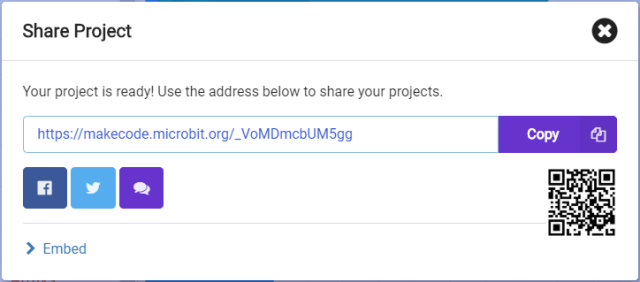 Share Project
Your project is ready! Use the address below to share your projects.
https://makecode.microbit.org/_VoMDmcbUM5gg
Copy
Embed